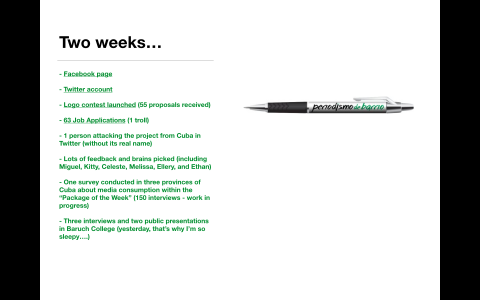 Two weeks…
- Facebook page
- Twitter account
- Logo contest launched (55 proposals received)
- 63 Job Applications (1 troll)
- 1 person attacking the project from Cuba in
Twitter (without its real name)
- Lots of feedback and brains picked (including
Miguel, Kitty, Celeste, Melissa, Ellery, and Ethan)
- One survey conducted in three provinces of
Cuba about media consumption within the
“Package of the Week” (150 interviews - work in
progress)
- Three interviews and two public presentations
in Baruch College (yesterday, that’s why I’m so
sleepy….)
periodismo de barrio